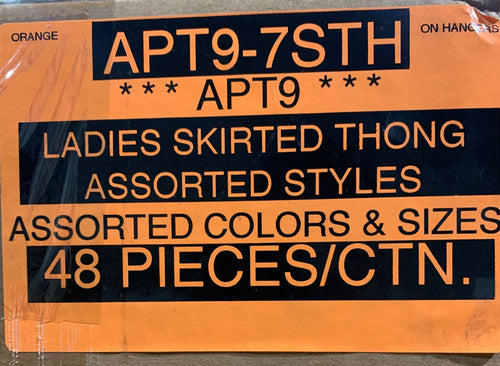 ORANGE
APT9-7STH
ON HANGERS
*** APT9 ***
LADIES SKIRTED THONG
ASSORTED STYLES
ASSORTED COLORS & SIZES
48 PIECES/CTN.